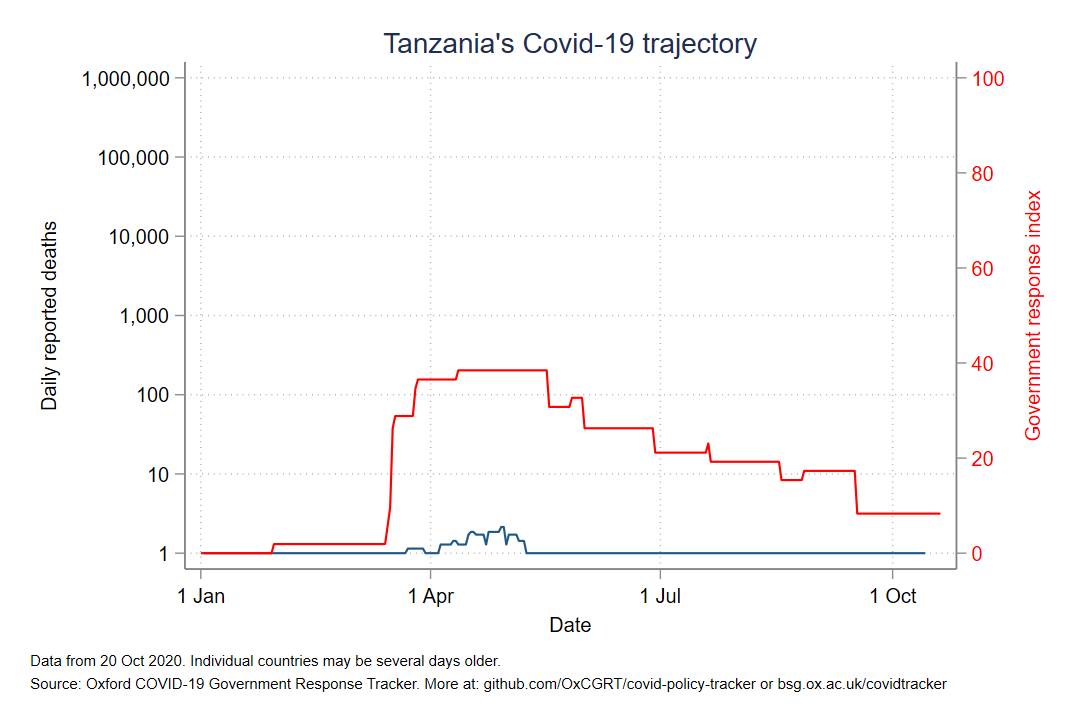 Tanzania's Covid-19 trajectory
1,000,000
100,000
10,000
1,000
100
10
1
Daily reported deaths
100
80
60
40
20
0
Government response index
1 Jan
1 Apr
1 Jul
1 Oct
Date
Data from 20 Oct 2020. Individual countries may be several days older.
Source: Oxford COVID-19 Government Response Tracker. More at: github.com/OxCGRT/covid-policy-tracker or bsg.ox.ac.uk/covidtracker